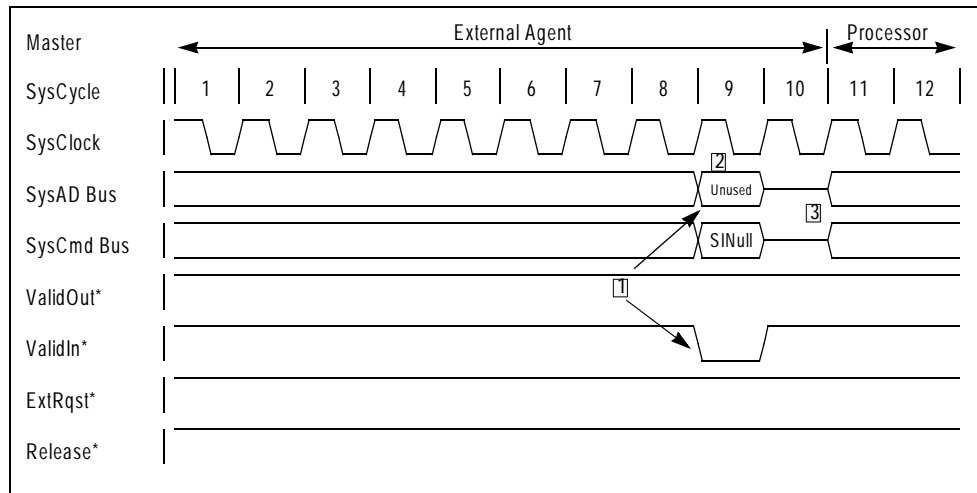 Master External Agent Processor
SysCycle 1 2 3 4 5 6 7 8 9 10 11 12
SysClock
2
SysAD Bus Unused
3
SysCmd Bus SINull
1
ValidOut*
ValidIn*
ExtRqst*
Release*